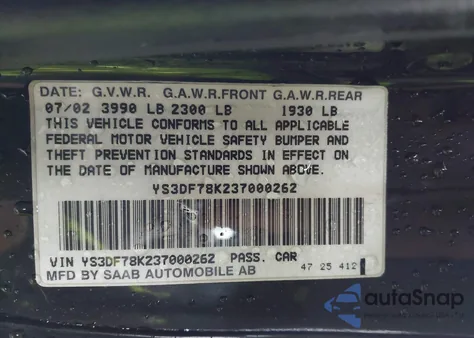 DATE: G.V.W.R. G.A.W.R.FRONT G.A.W.R.REAR
07/02 3990 LB 2300 LB 1930 LB
THIS VEHICLE CONFORMS TO ALL APPLICABLE
FEDERAL MOTOR VEHICLE SAFETY BUMPER AND
THEFT PREVENTION STANDARDS IN EFFECT ON
THE DATE OF MANUFACTURE SHOWN ABOVE.
YS3DF78K237000262
VIN YS3DF78K237000262 PASS. CAR
MFD BY SAAB AUTOMOBILE AB 47 25 412
autoSnap